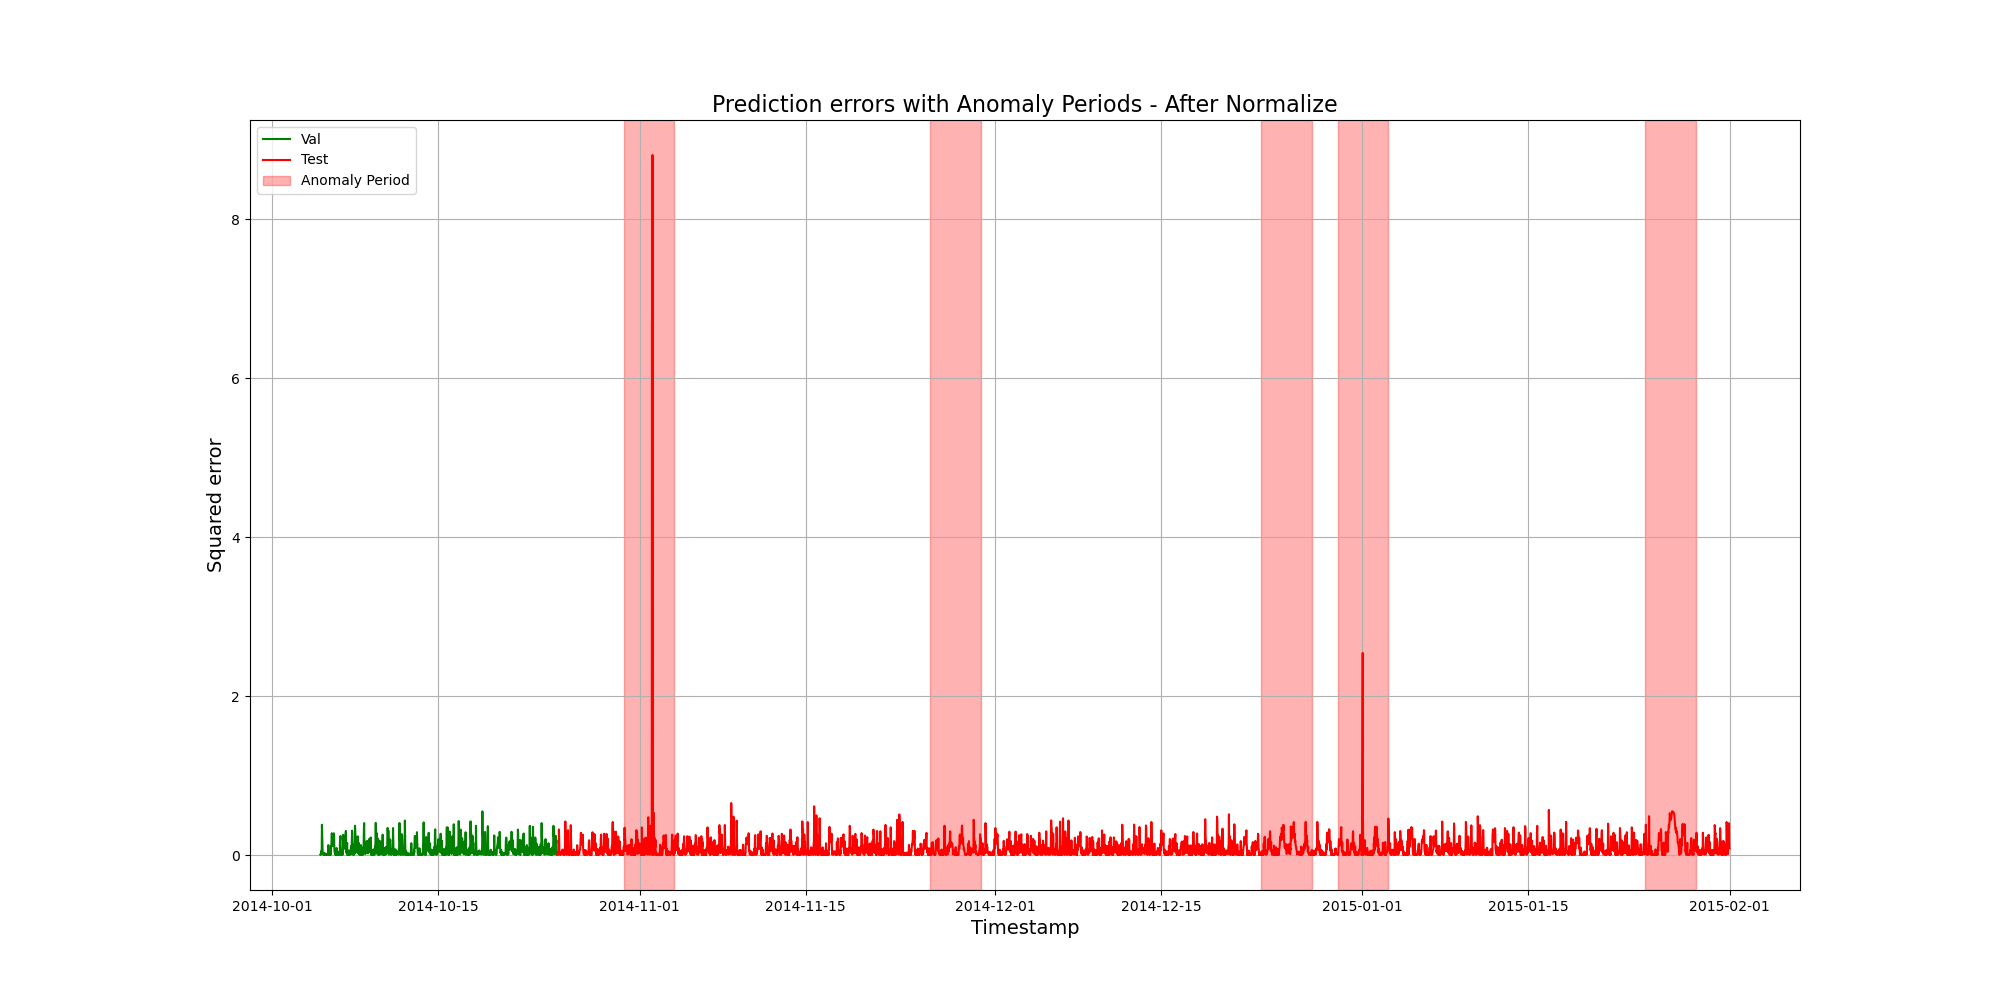 Prediction errors with Anomaly Periods - After Normalize
Val
Test
Anomaly Period
Squared error
8
6
4
2
0
2014-10-01 2014-10-15 2014-11-01 2014-11-15 2014-12-01 2014-12-15 2015-01-01 2015-01-15 2015-02-01
Timestamp